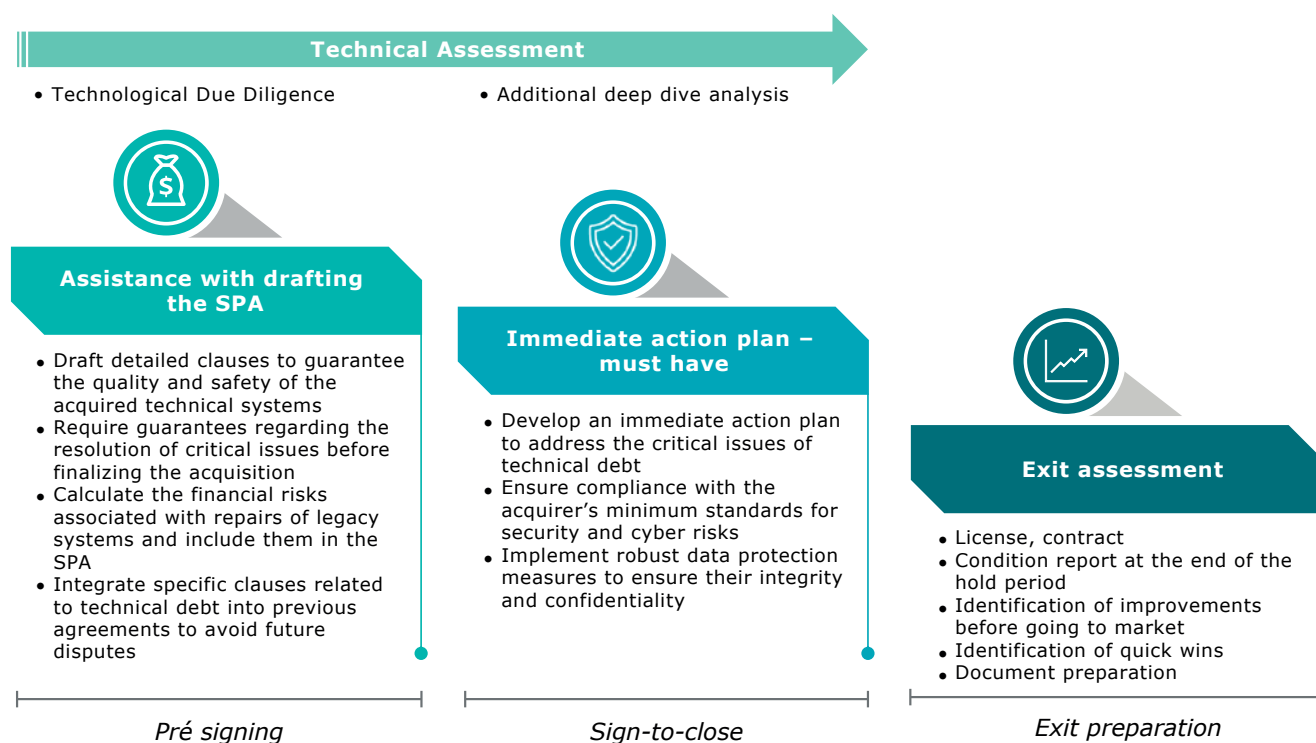 Technical Assessment
• Technological Due Diligence
• Additional deep dive analysis
$
Assistance with drafting
the SPA
• Draft detailed clauses to guarantee
the quality and safety of the
acquired technical systems
• Require guarantees regarding the
resolution of critical issues before
finalizing the acquisition
• Calculate the financial risks
associated with repairs of legacy
systems and include them in the
SPA
• Integrate specific clauses related
to technical debt into previous
agreements to avoid future
disputes
Pré signing
Immediate action plan –
must have
• Develop an immediate action plan
to address the critical issues of
technical debt
• Ensure compliance with the
acquirer’s minimum standards for
security and cyber risks
• Implement robust data protection
measures to ensure their integrity
and confidentiality
Sign-to-close
Exit assessment
• License, contract
• Condition report at the end of the
hold period
• Identification of improvements
before going to market
• Identification of quick wins
• Document preparation
Exit preparation